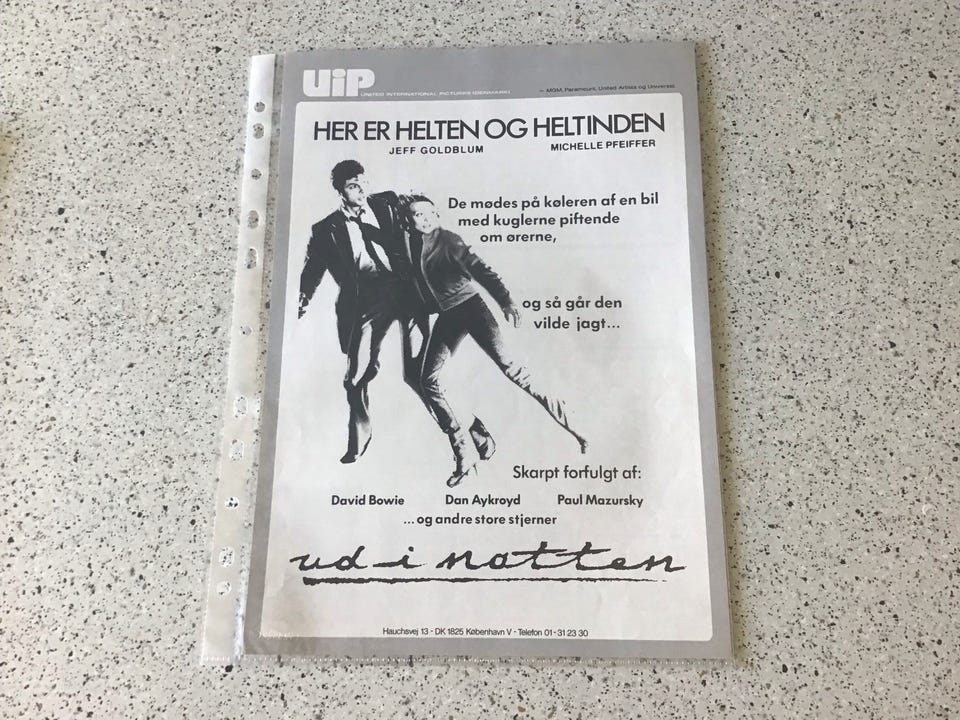 UiP
UNITED INTERNATIONAL PICTURES (DENMARK)
— MGM, Paramount, United Artists og Universal.
HER ER HELTEN OG HELTINDEN
JEFF GOLDBLUM MICHELLE PFEIFFER
De mødes på køleren af en bil
med kuglerne piftende
om ørerne,
og så går den
vilde jagt...
Skarpt forfulgt af:
David Bowie Dan Aykroyd Paul Mazursky
...og andre store stjerner
ud i natten
Hauchsvej 13 - DK 1825 København V - Telefon 01-31 23 30